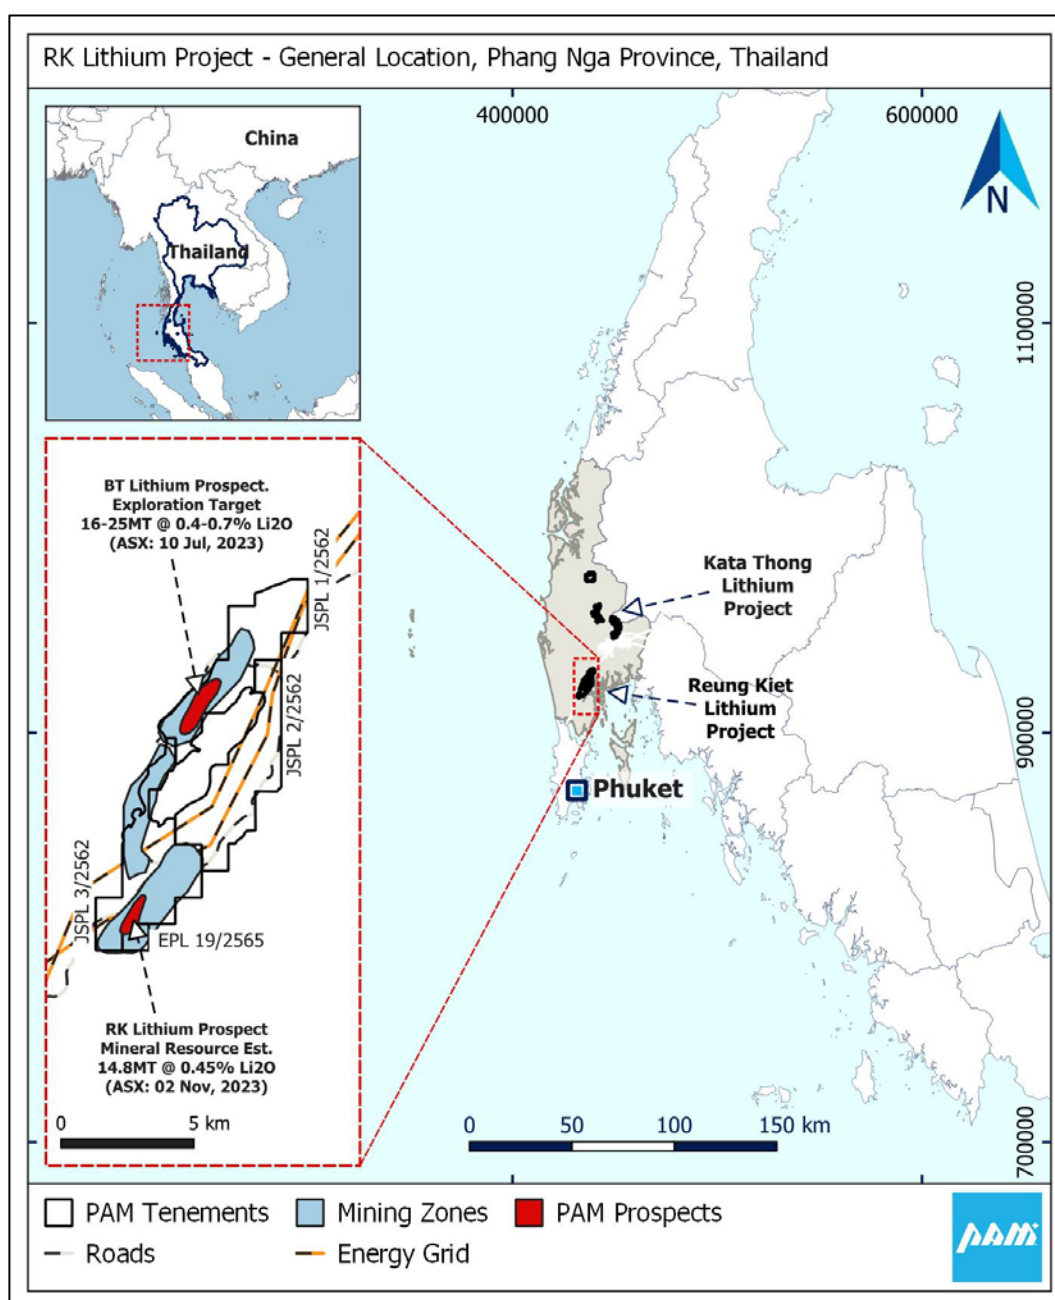 RK Lithium Project - General Location, Phang Nga Province, Thailand
400000
600000
N
China
Thailand
1100000
BT Lithium Prospect.
Exploration Target
16-25MT @ 0.4-0.7% Li2O
(ASX: 10 Jul, 2023)
JSPL 1/2562
JSPL 2/2562
JSPL 3/2562
EPL 19/2565
RK Lithium Prospect
Mineral Resource Est.
14.8MT @ 0.45% Li2O
(ASX: 02 Nov, 2023)
0 5 km
Kata Thong
Lithium
Project
Reung Kiet
Lithium
Project
900000
Phuket
0 50 100 150 km
700000
PAM Tenements Mining Zones PAM Prospects
Roads Energy Grid
PAM